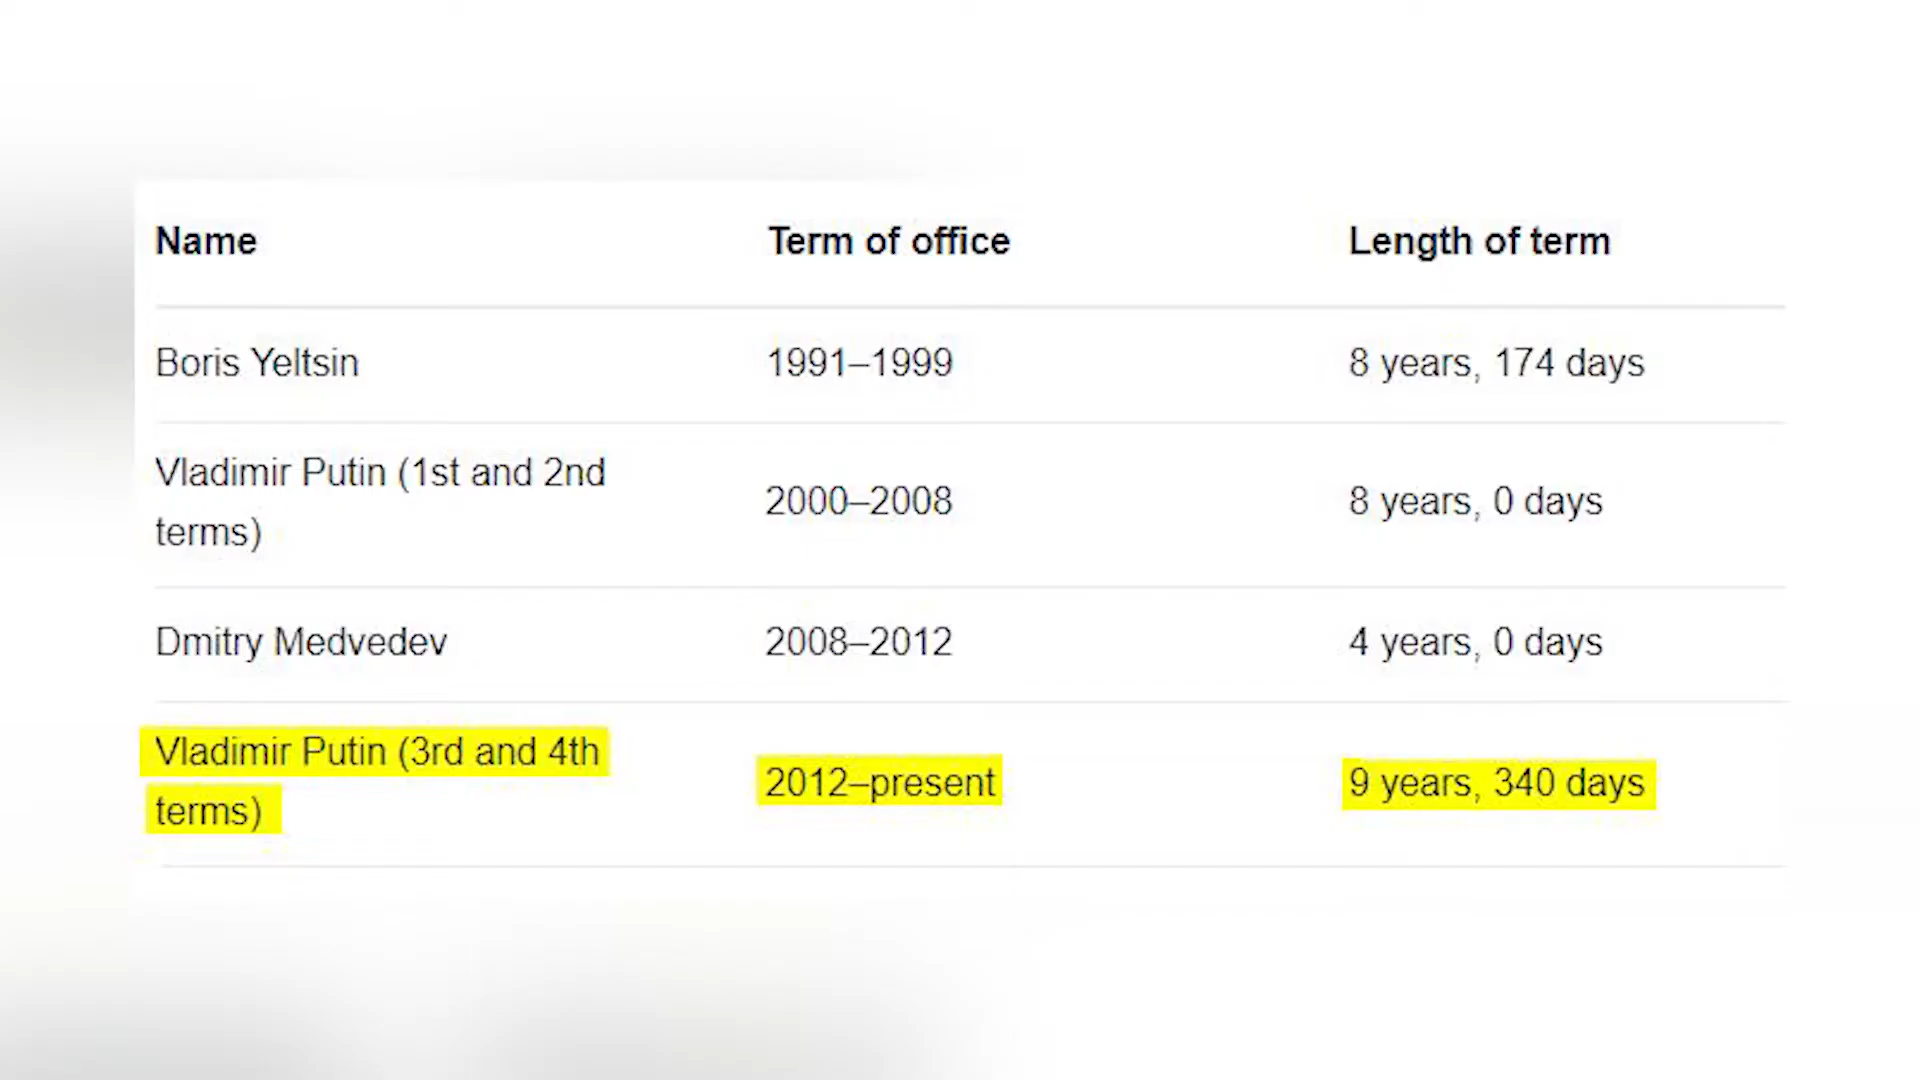 Name Term of office Length of term
Boris Yeltsin 1991–1999 8 years, 174 days
Vladimir Putin (1st and 2nd
terms) 2000–2008 8 years, 0 days
Dmitry Medvedev 2008–2012 4 years, 0 days
Vladimir Putin (3rd and 4th
terms) 2012–present 9 years, 340 days